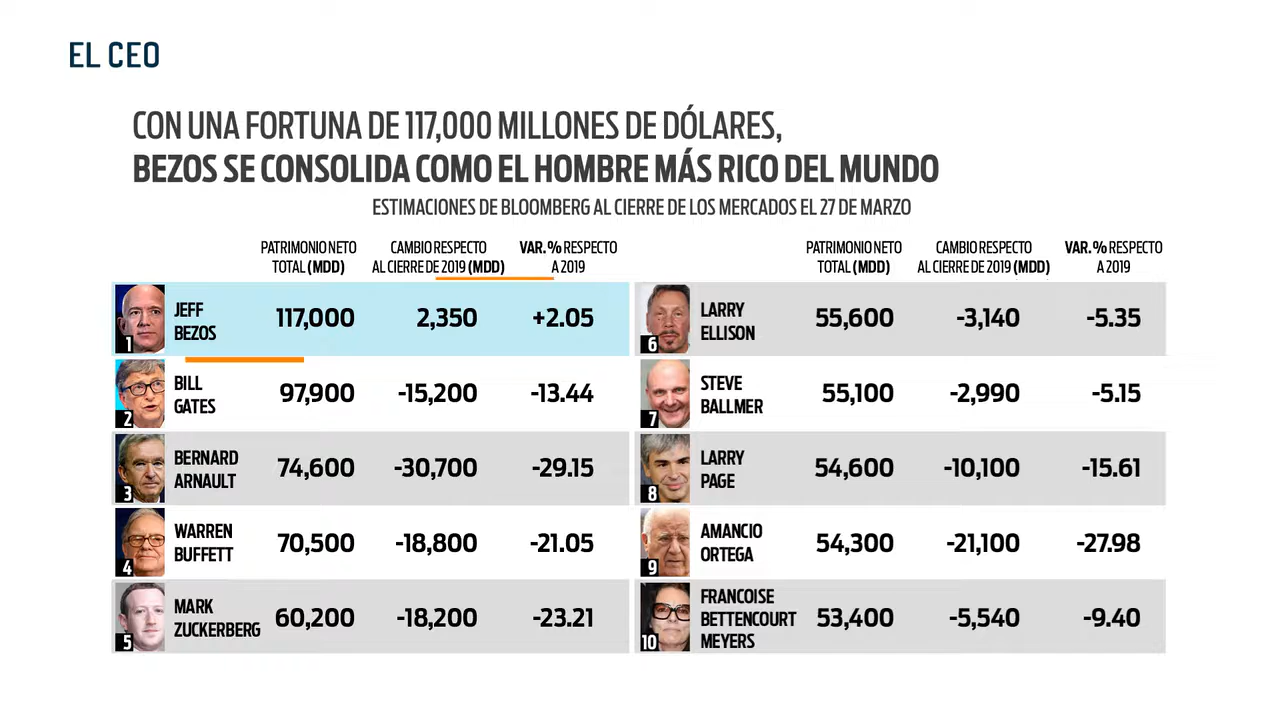 EL CEO
CON UNA FORTUNA DE 117,000 MILLONES DE DÓLARES,
BEZOS SE CONSOLIDA COMO EL HOMBRE MÁS RICO DEL MUNDO
ESTIMACIONES DE BLOOMBERG AL CIERRE DE LOS MERCADOS EL 27 DE MARZO
PATRIMONIO NETO CAMBIO RESPECTO VAR. % RESPECTO
TOTAL (MDD) AL CIERRE DE 2019 (MDD) A 2019
JEFF
BEZOS 117,000 2,350 +2.05
1
BILL
GATES 97,900 -15,200 -13.44
2
BERNARD
ARNAULT 74,600 -30,700 -29.15
3
WARREN
BUFFETT 70,500 -18,800 -21.05
4
MARK
ZUCKERBERG 60,200 -18,200 -23.21
5
PATRIMONIO NETO CAMBIO RESPECTO VAR. % RESPECTO
TOTAL (MDD) AL CIERRE DE 2019 (MDD) A 2019
LARRY
ELLISON 55,600 -3,140 -5.35
6
STEVE
BALLMER 55,100 -2,990 -5.15
7
LARRY
PAGE 54,600 -10,100 -15.61
8
AMANCIO
ORTEGA 54,300 -21,100 -27.98
9
FRANCOISE
BETTENCOURT 53,400 -5,540 -9.40
MEYERS
10